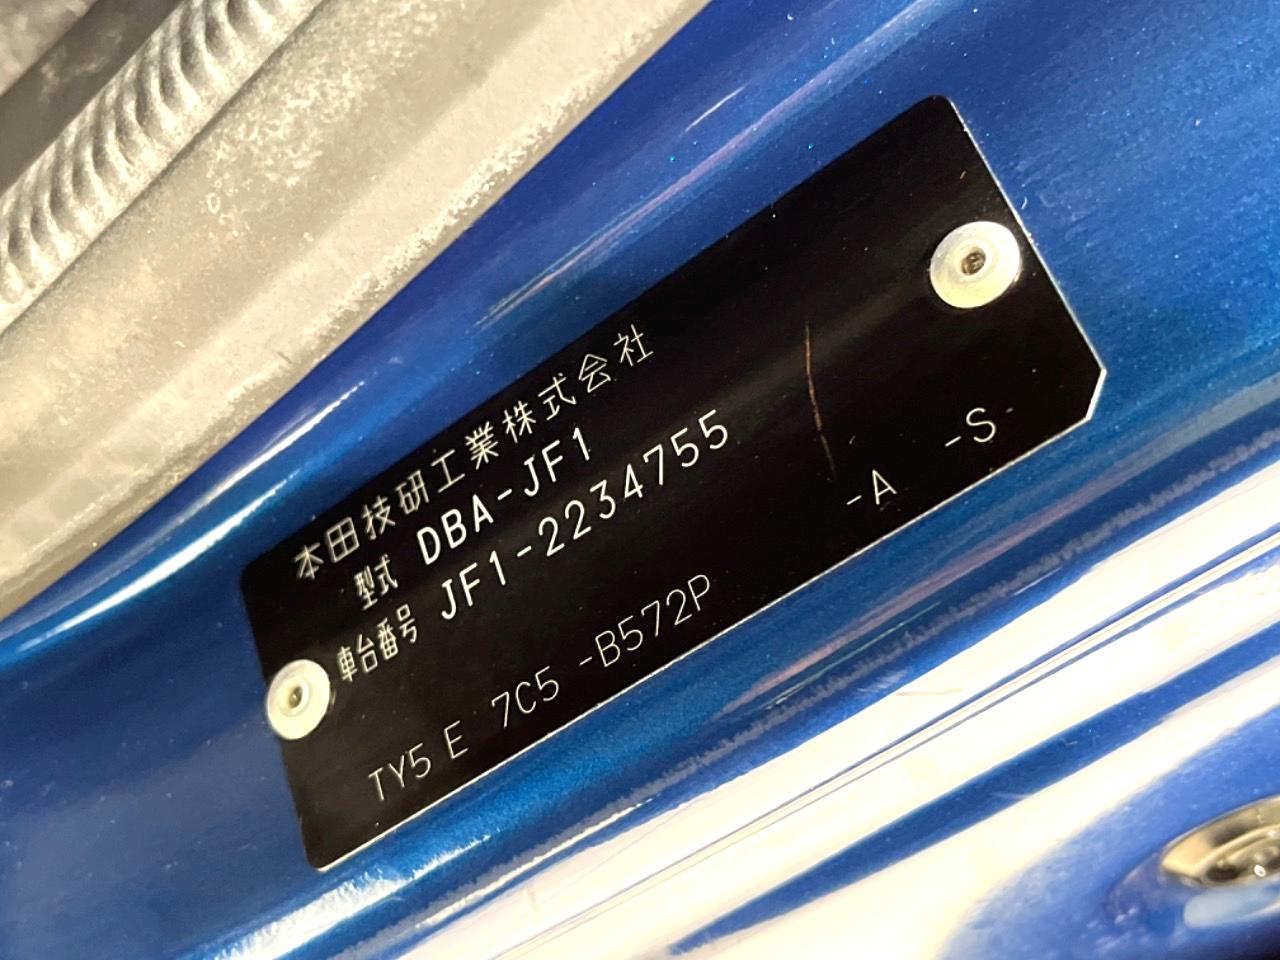 本田技研工業株式会社
型式 DBA-JF1
車台番号 JF1-2234755
TY5 E 7C5 -B572P -A -S